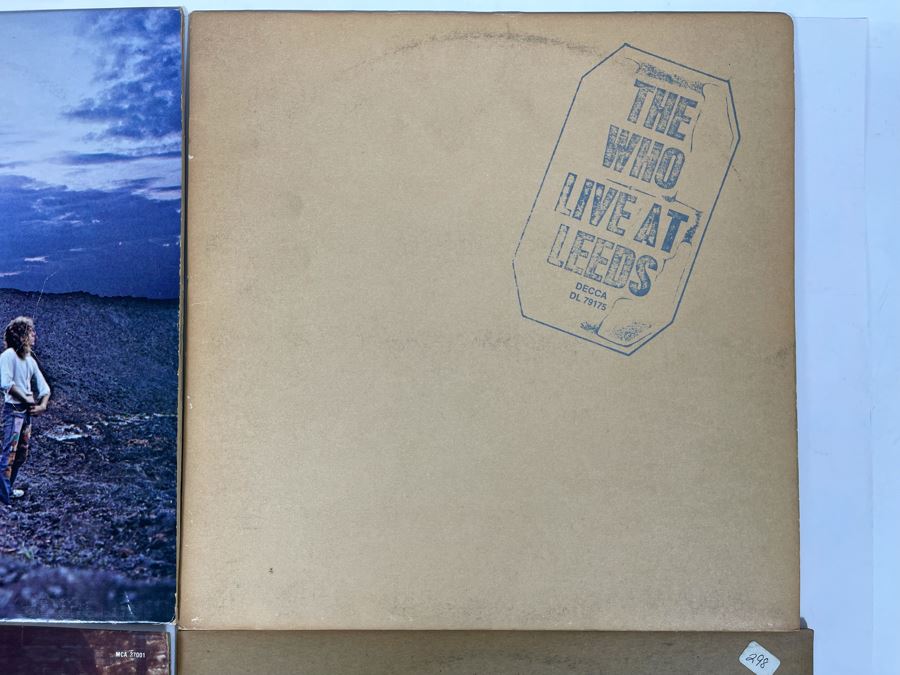 THE
WHO
LIVE AT
LEEDS
DECCA
DL 79175
MCA 37001
298